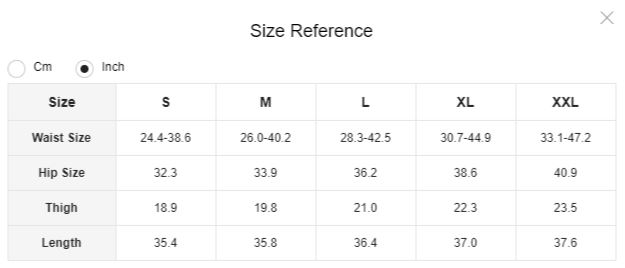 Size Reference
Cm Inch
Size S M L XL XXL
Waist Size 24.4-38.6 26.0-40.2 28.3-42.5 30.7-44.9 33.1-47.2
Hip Size 32.3 33.9 36.2 38.6 40.9
Thigh 18.9 19.8 21.0 22.3 23.5
Length 35.4 35.8 36.4 37.0 37.6